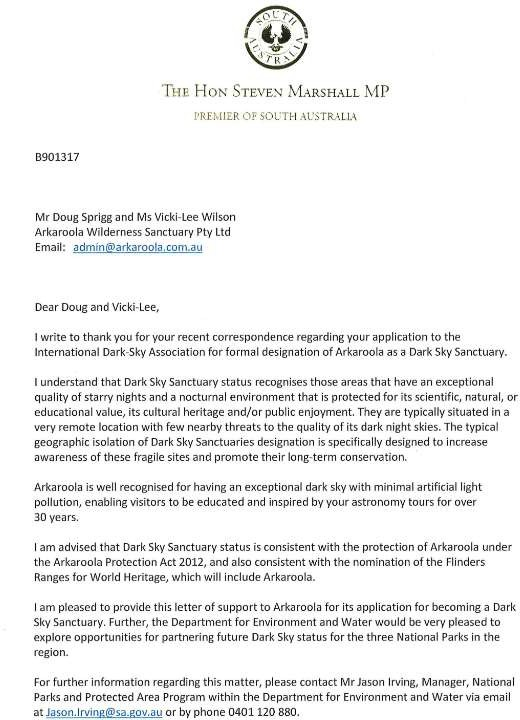 SOUTH
AUSTRALIA
THE HON STEVEN MARSHALL MP
PREMIER OF SOUTH AUSTRALIA
B901317
Mr Doug Sprigg and Ms Vicki-Lee Wilson
Arkaroola Wilderness Sanctuary Pty Ltd
Email: admin@arkaroola.com.au
Dear Doug and Vicki-Lee,
I write to thank you for your recent correspondence regarding your application to the
International Dark-Sky Association for formal designation of Arkaroola as a Dark Sky Sanctuary.
I understand that Dark Sky Sanctuary status recognises those areas that have an exceptional
quality of starry nights and a nocturnal environment that is protected for its scientific, natural, or
educational value, its cultural heritage and/or public enjoyment. They are typically situated in a
very remote location with few nearby threats to the quality of its dark night skies. The typical
geographic isolation of Dark Sky Sanctuaries designation is specifically designed to increase
awareness of these fragile sites and promote their long-term conservation.
Arkaroola is well recognised for having an exceptional dark sky with minimal artificial light
pollution, enabling visitors to be educated and inspired by your astronomy tours for over
30 years.
I am advised that Dark Sky Sanctuary status is consistent with the protection of Arkaroola under
the Arkaroola Protection Act 2012, and also consistent with the nomination of the Flinders
Ranges for World Heritage, which will include Arkaroola.
I am pleased to provide this letter of support to Arkaroola for its application for becoming a Dark
Sky Sanctuary. Further, the Department for Environment and Water would be very pleased to
explore opportunities for partnering future Dark Sky status for the three National Parks in the
region.
For further information regarding this matter, please contact Mr Jason Irving, Manager, National
Parks and Protected Area Program within the Department for Environment and Water via email
at Jason.Irving@sa.gov.au or by phone 0401 120 880.